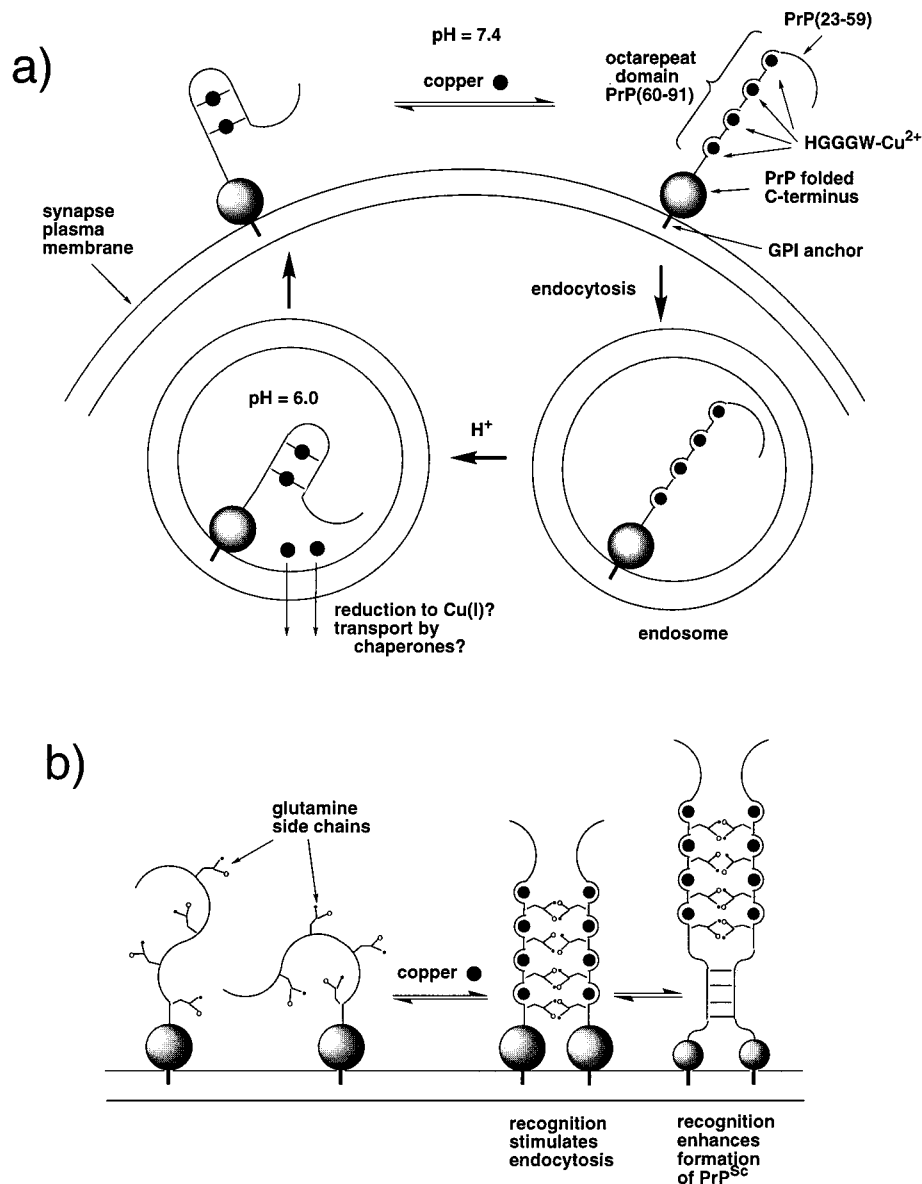 a)
pH = 7.4
copper
octarepeat
domain
PrP(60-91)
PrP(23-59)
HGGGW-Cu²⁺
PrP folded
C-terminus
GPI anchor
synapse
plasma
membrane
endocytosis
pH = 6.0
H⁺
reduction to Cu(I)?
transport by
chaperones?
endosome
b)
glutamine
side chains
copper
recognition
stimulates
endocytosis
recognition
enhances
formation
of PrPˢᶜ